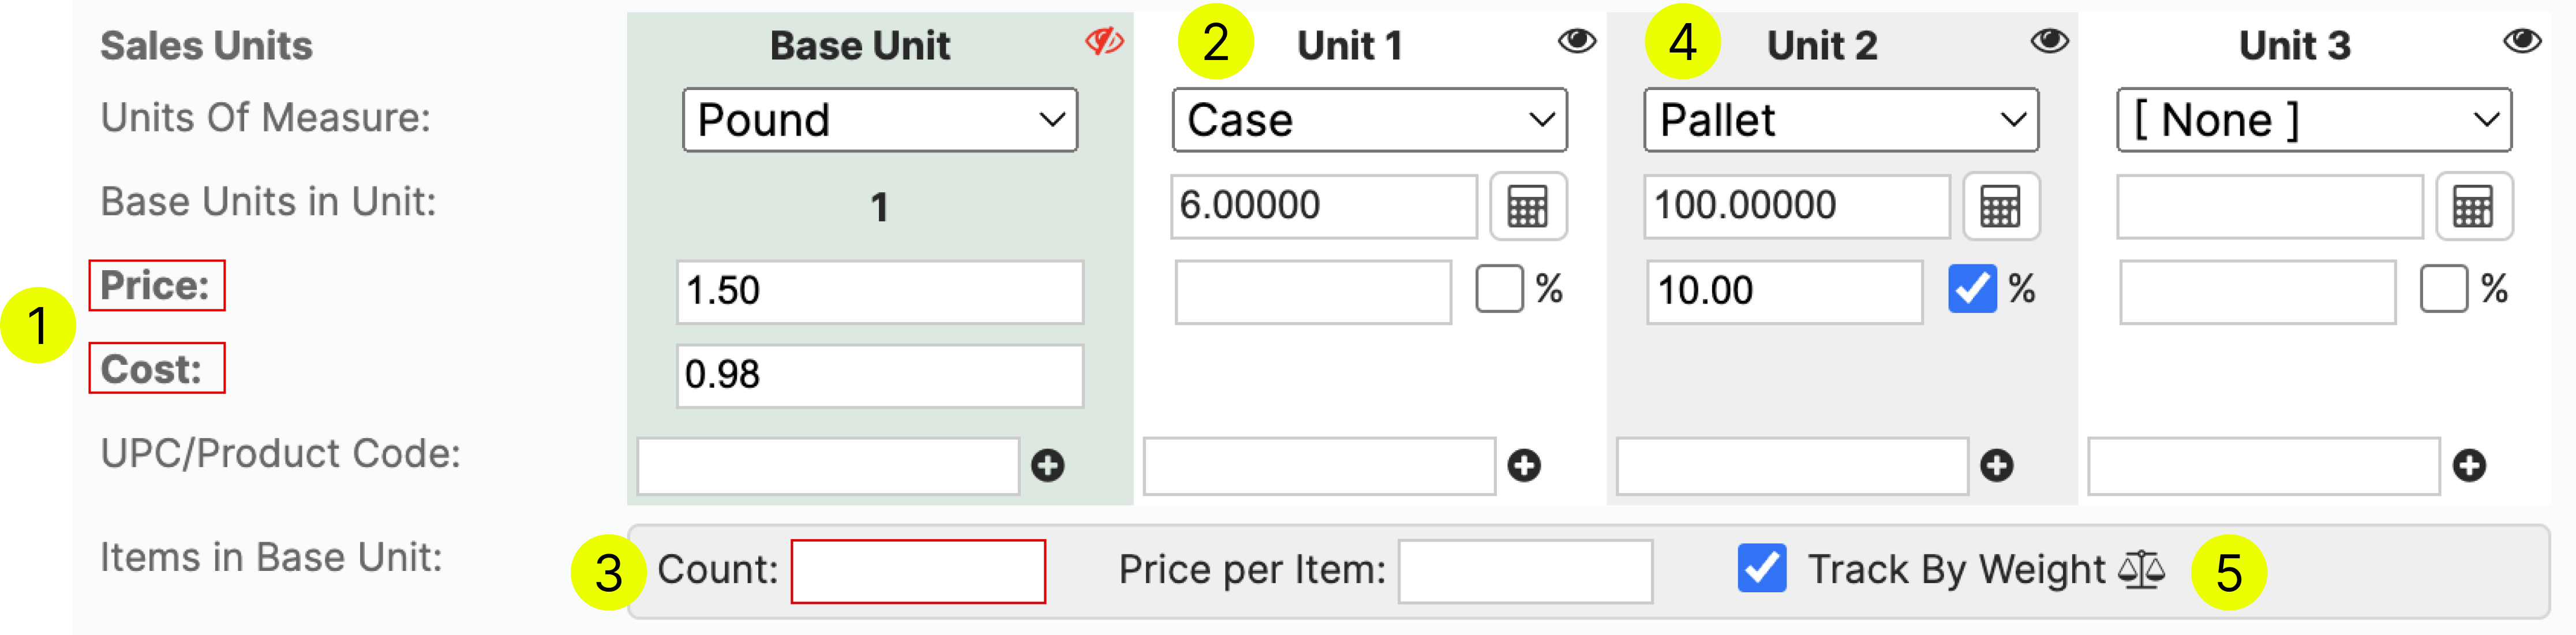 Sales Units Base Unit 2 Unit 1 4 Unit 2 Unit 3
Units Of Measure: Pound Case Pallet [ None ]
Base Units in Unit: 1 6.00000 100.00000
Price: 1.50 % 10.00 % %
1
Cost: 0.98
UPC/Product Code:
Items in Base Unit: 3 Count: Price per Item: Track By Weight 5